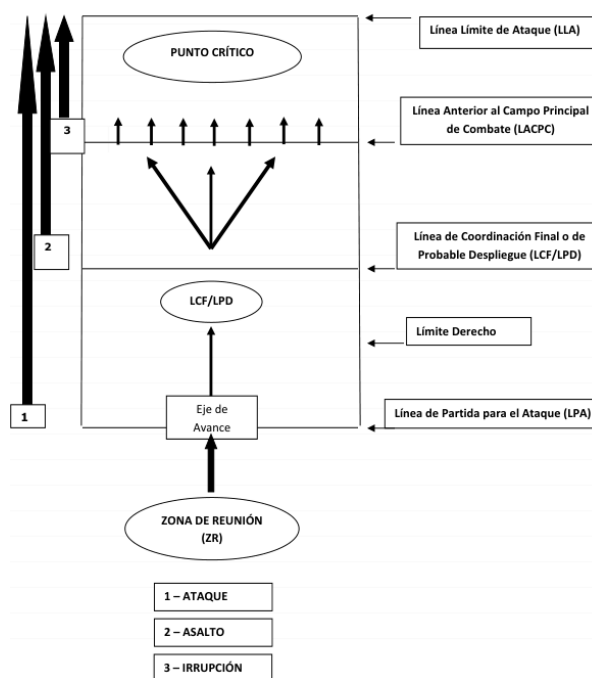 Línea Límite de Ataque (LLA)
PUNTO CRÍTICO
Línea Anterior al Campo Principal
de Combate (LACPC)
3
Línea de Coordinación Final o de
Probable Despliegue (LCF/LPD)
2
LCF/LPD
Límite Derecho
Eje de
Avance
Línea de Partida para el Ataque (LPA)
1
ZONA DE REUNIÓN
(ZR)
1 – ATAQUE
2 – ASALTO
3 – IRRUPCIÓN